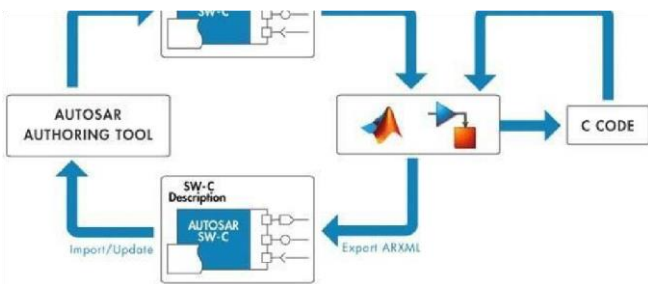 SW-C
AUTOSAR
AUTHORING TOOL
C CODE
SW-C
Description
AUTOSAR
SW-C
Import/Update
Export ARXML